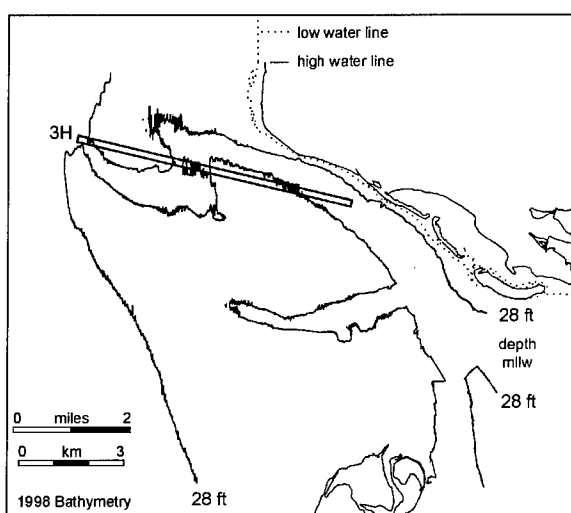 low water line
high water line
3H
28 ft
depth
mllw
28 ft
0 miles 2
0 km 3
28 ft
1998 Bathymetry